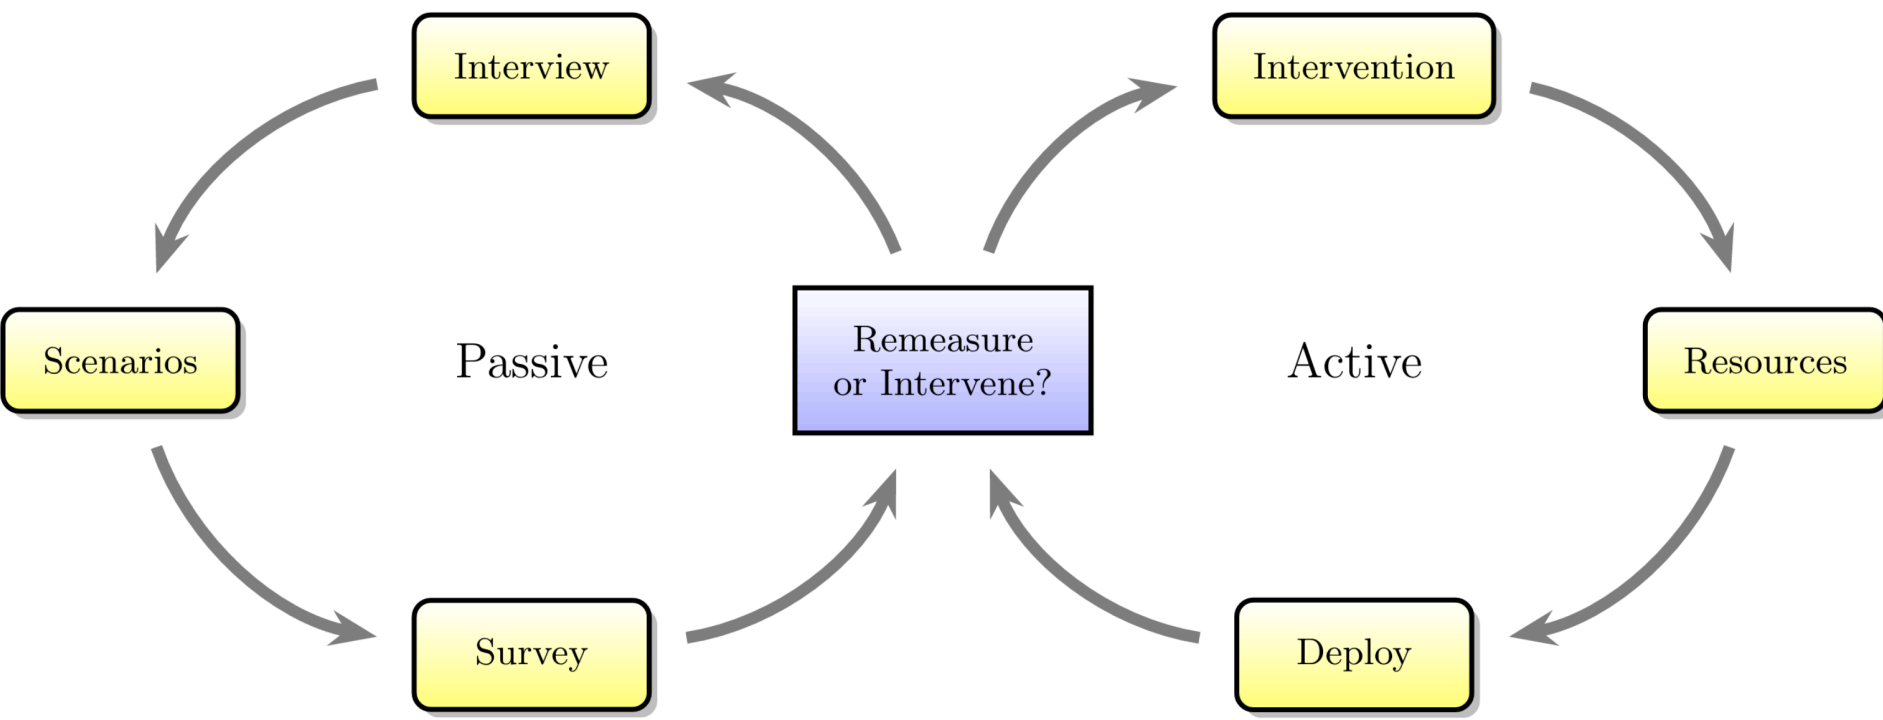 Interview
Intervention
Scenarios
Passive
Remeasure
or Intervene?
Active
Resources
Survey
Deploy